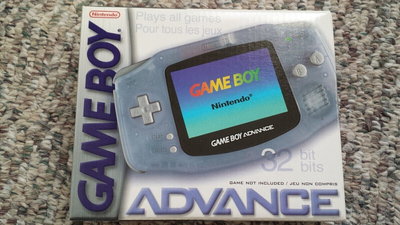 Nintendo
Plays all games
Pour tous les jeux
GAME BOY
GAME BOY
Nintendo®
GAME BOY ADVANCE
32 bit
bits
GAME NOT INCLUDED / JEU NON COMPRIS
ADVANCE